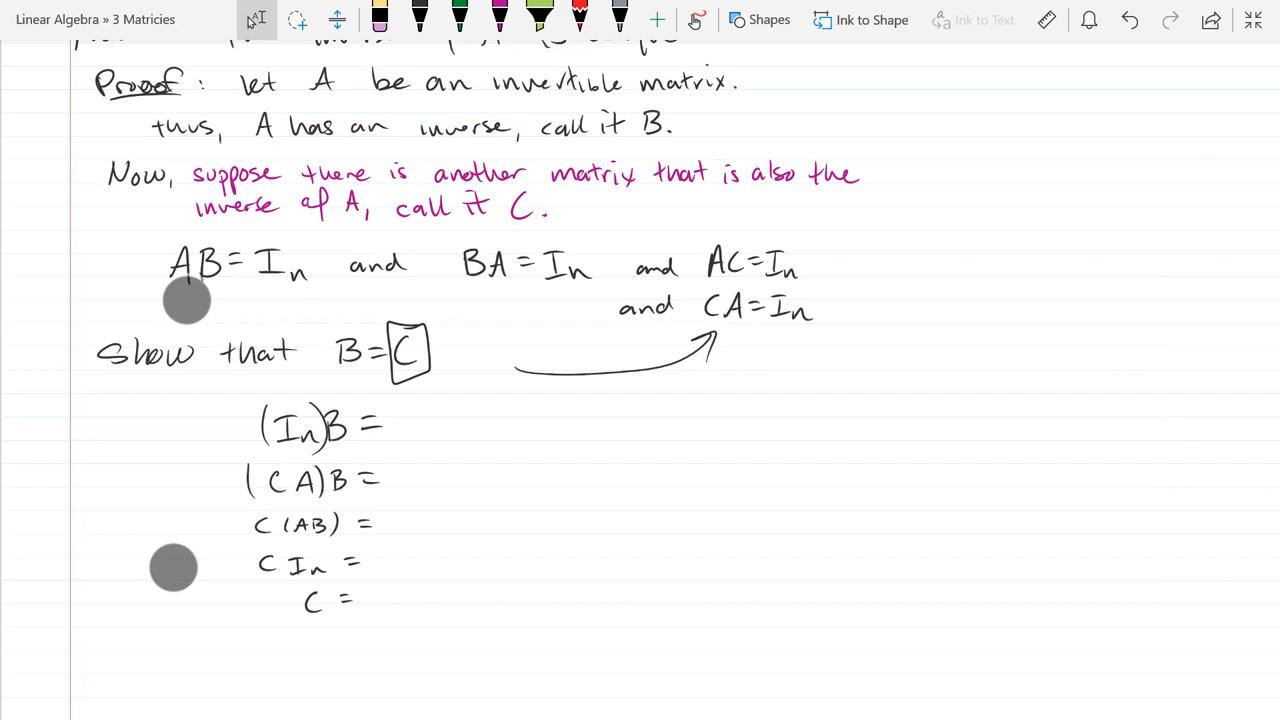 Linear Algebra » 3 Matricies
Shapes Ink to Shape Ink to Text
Proof: let A be an invertible matrix.
thus, A has an inverse, call it B.
Now, suppose there is another matrix that is also the
inverse of A, call it C.
AB = In and BA = In and AC = In
and CA = In
Show that B = C
(In)B =
(CA)B =
C(AB) =
C In =
C =